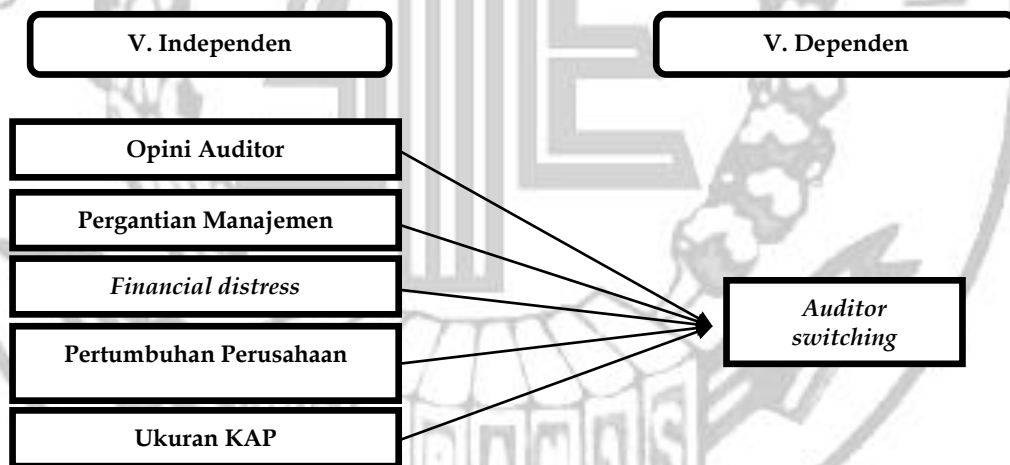 V. Independen
V. Dependen
Opini Auditor
Pergantian Manajemen
Financial distress
Pertumbuhan Perusahaan
Ukuran KAP
Auditor
switching